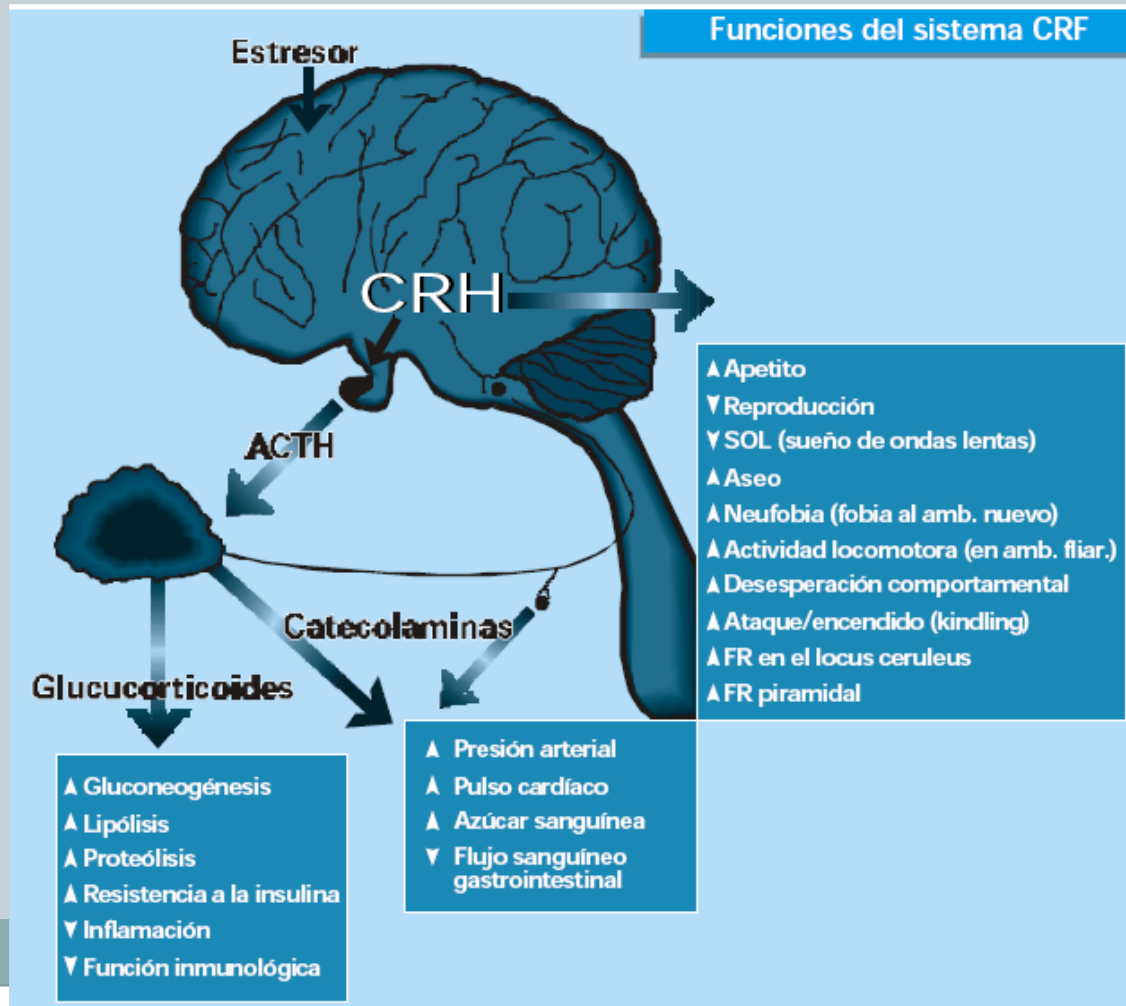 Funciones del sistema CRF
Estresor
CRH
ACTH
Catecolaminas
Glucucorticoides
▲ Apetito
▼ Reproducción
▼ SOL (sueño de ondas lentas)
▲ Aseo
▲ Neufobia (fobia al amb. nuevo)
▲ Actividad locomotora (en amb. fliar.)
▲ Desesperación comportamental
▲ Ataque/encendido (kindling)
▲ FR en el locus ceruleus
▲ FR piramidal
▲ Presión arterial
▲ Pulso cardíaco
▲ Azúcar sanguínea
▼ Flujo sanguíneo
gastrointestinal
▲ Gluconeogénesis
▲ Lipólisis
▲ Proteólisis
▲ Resistencia a la insulina
▼ Inflamación
▼ Función inmunológica